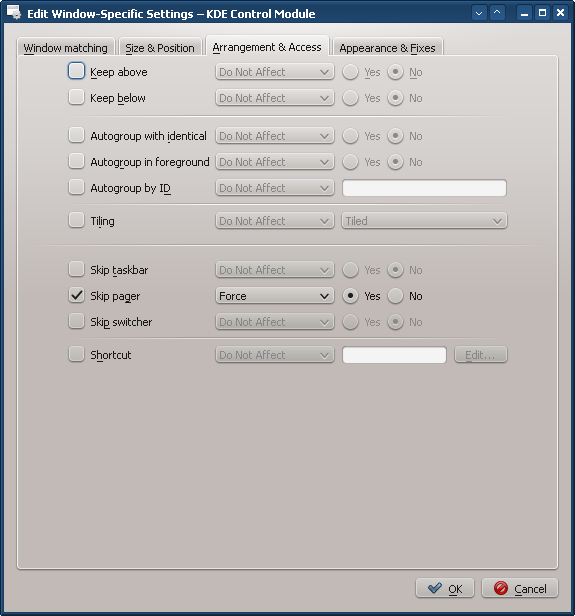 Edit Window-Specific Settings – KDE Control Module
Window matching Size & Position Arrangement & Access Appearance & Fixes
Keep above Do Not Affect Yes No
Keep below Do Not Affect Yes No
Autogroup with identical Do Not Affect Yes No
Autogroup in foreground Do Not Affect Yes No
Autogroup by ID Do Not Affect
Tiling Do Not Affect Tiled
Skip taskbar Do Not Affect Yes No
Skip pager Force Yes No
Skip switcher Do Not Affect Yes No
Shortcut Do Not Affect Edit...
OK Cancel